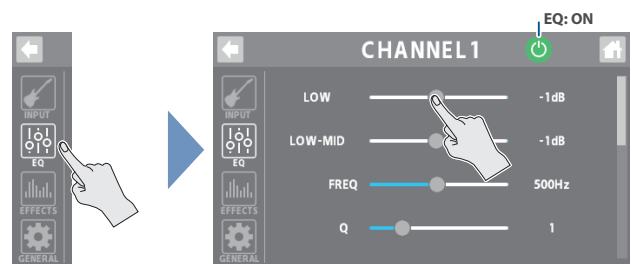 EQ: ON
CHANNEL1
INPUT
EQ
EFFECTS
GENERAL
INPUT
EQ
EFFECTS
GENERAL
LOW -1dB
LOW-MID -1dB
FREQ 500Hz
Q 1